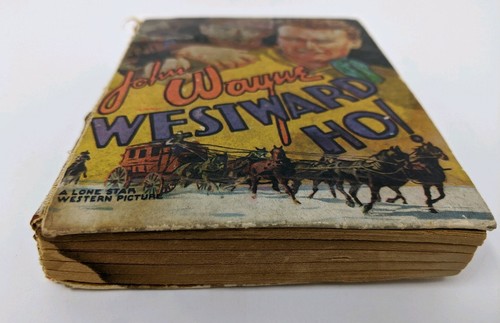 John Wayne
WESTWARD
HO!
A LONE STAR
WESTERN PICTURE